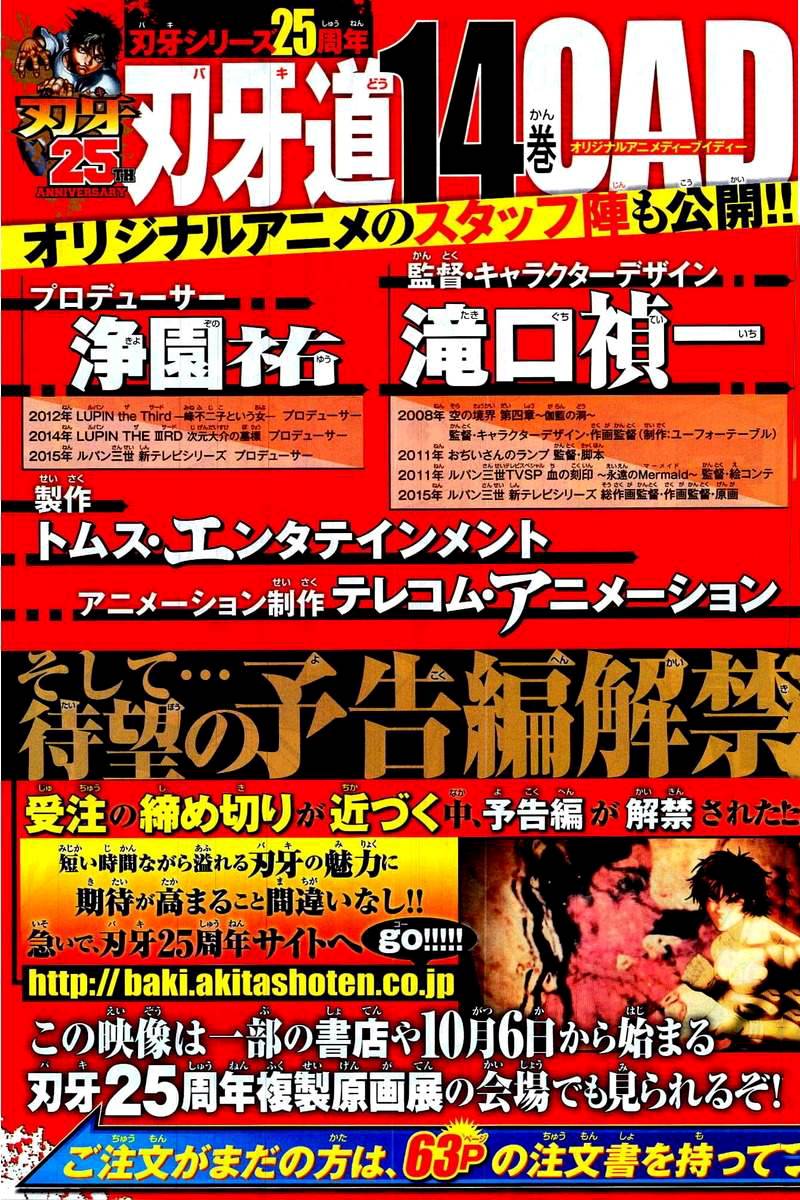 刃牙シリーズ25周年
刃牙
25TH
ANNIVERSARY
刃牙道14巻OAD
オリジナルアニメディーブイディー
オリジナルアニメのスタッフ陣も公開!!
プロデューサー
浄園祐
2012年 LUPIN the Third ―峰不二子という女― プロデューサー
2014年 LUPIN THE ⅢRD 次元大介の墓標 プロデューサー
2015年 ルパン三世 新テレビシリーズ プロデューサー
監督・キャラクターデザイン
滝口禎一
2008年 空の境界 第四章〜伽藍の洞〜
監督・キャラクターデザイン・作画監督(制作:ユーフォーテーブル)
2011年 おぢいさんのランプ 監督・脚本
2011年 ルパン三世TVSP 血の刻印 〜永遠のMermaid〜 監督・絵コンテ
2015年 ルパン三世 新テレビシリーズ 総作画監督・作画監督・原画
製作
トムス・エンタテインメント
アニメーション制作 テレコム・アニメーション
そして…
待望の予告編解禁
受注の締め切りが近づく中、予告編が解禁された
短い時間ながら溢れる刃牙の魅力に
期待が高まること間違いなし!!
急いで、刃牙25周年サイトへ go!!!!!
http://baki.akitashoten.co.jp
この映像は一部の書店や10月6日から始まる
刃牙25周年複製原画展の会場でも見られるぞ!
ご注文がまだの方は、63Pの注文書を持って